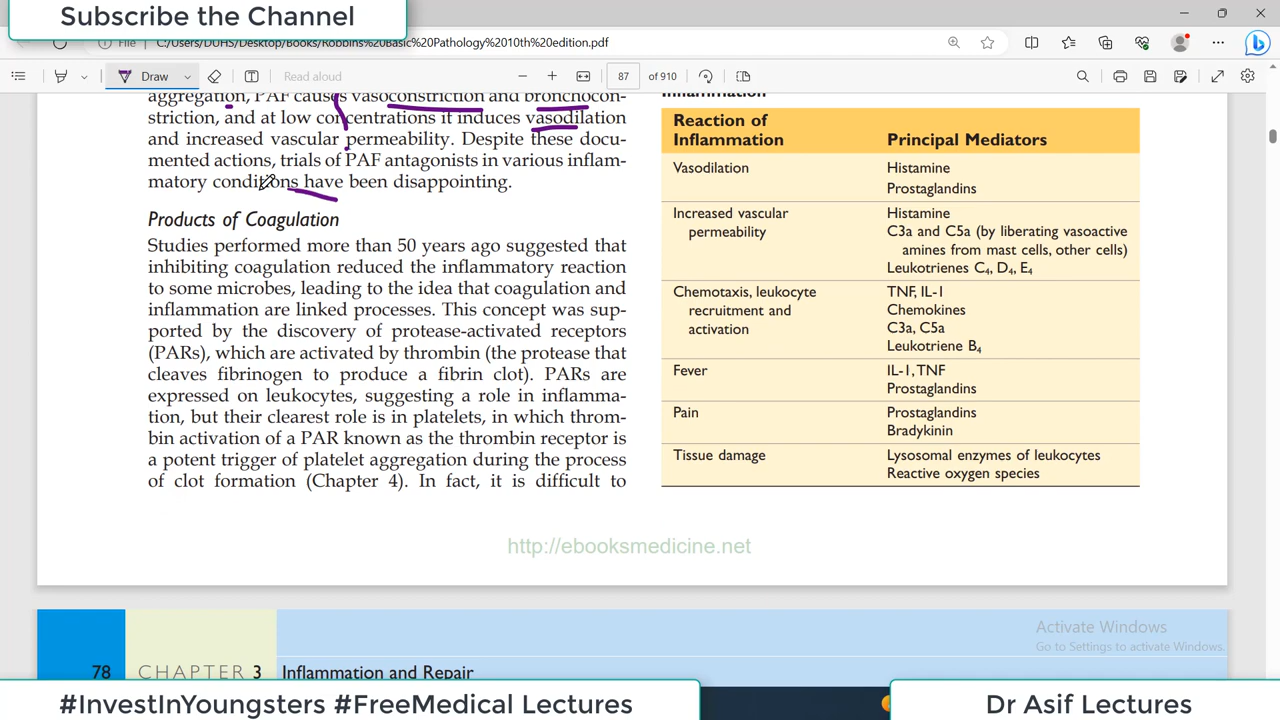 Subscribe the Channel
File
C:/Users/DUHS/Desktop/Books/Robbins%20Basic%20Pathology%2010th%20edition.pdf
Draw
Read aloud
87
of 910
aggregation, PAF causes vasoconstriction and bronchocon-
striction, and at low concentrations it induces vasodilation
and increased vascular permeability. Despite these docu-
mented actions, trials of PAF antagonists in various inflam-
matory conditions have been disappointing.
Products of Coagulation
Studies performed more than 50 years ago suggested that
inhibiting coagulation reduced the inflammatory reaction
to some microbes, leading to the idea that coagulation and
inflammation are linked processes. This concept was sup-
ported by the discovery of protease-activated receptors
(PARs), which are activated by thrombin (the protease that
cleaves fibrinogen to produce a fibrin clot). PARs are
expressed on leukocytes, suggesting a role in inflamma-
tion, but their clearest role is in platelets, in which throm-
bin activation of a PAR known as the thrombin receptor is
a potent trigger of platelet aggregation during the process
of clot formation (Chapter 4). In fact, it is difficult to
Inflammation
Reaction of
Inflammation
Principal Mediators
Vasodilation
Histamine
Prostaglandins
Increased vascular
permeability
Histamine
C3a and C5a (by liberating vasoactive
amines from mast cells, other cells)
Leukotrienes C₄, D₄, E₄
Chemotaxis, leukocyte
recruitment and
activation
TNF, IL-1
Chemokines
C3a, C5a
Leukotriene B₄
Fever
IL-1, TNF
Prostaglandins
Pain
Prostaglandins
Bradykinin
Tissue damage
Lysosomal enzymes of leukocytes
Reactive oxygen species
http://ebooksmedicine.net
78
CHAPTER 3
Inflammation and Repair
Activate Windows
Go to Settings to activate Windows.
#InvestInYoungsters #FreeMedical Lectures
Dr Asif Lectures